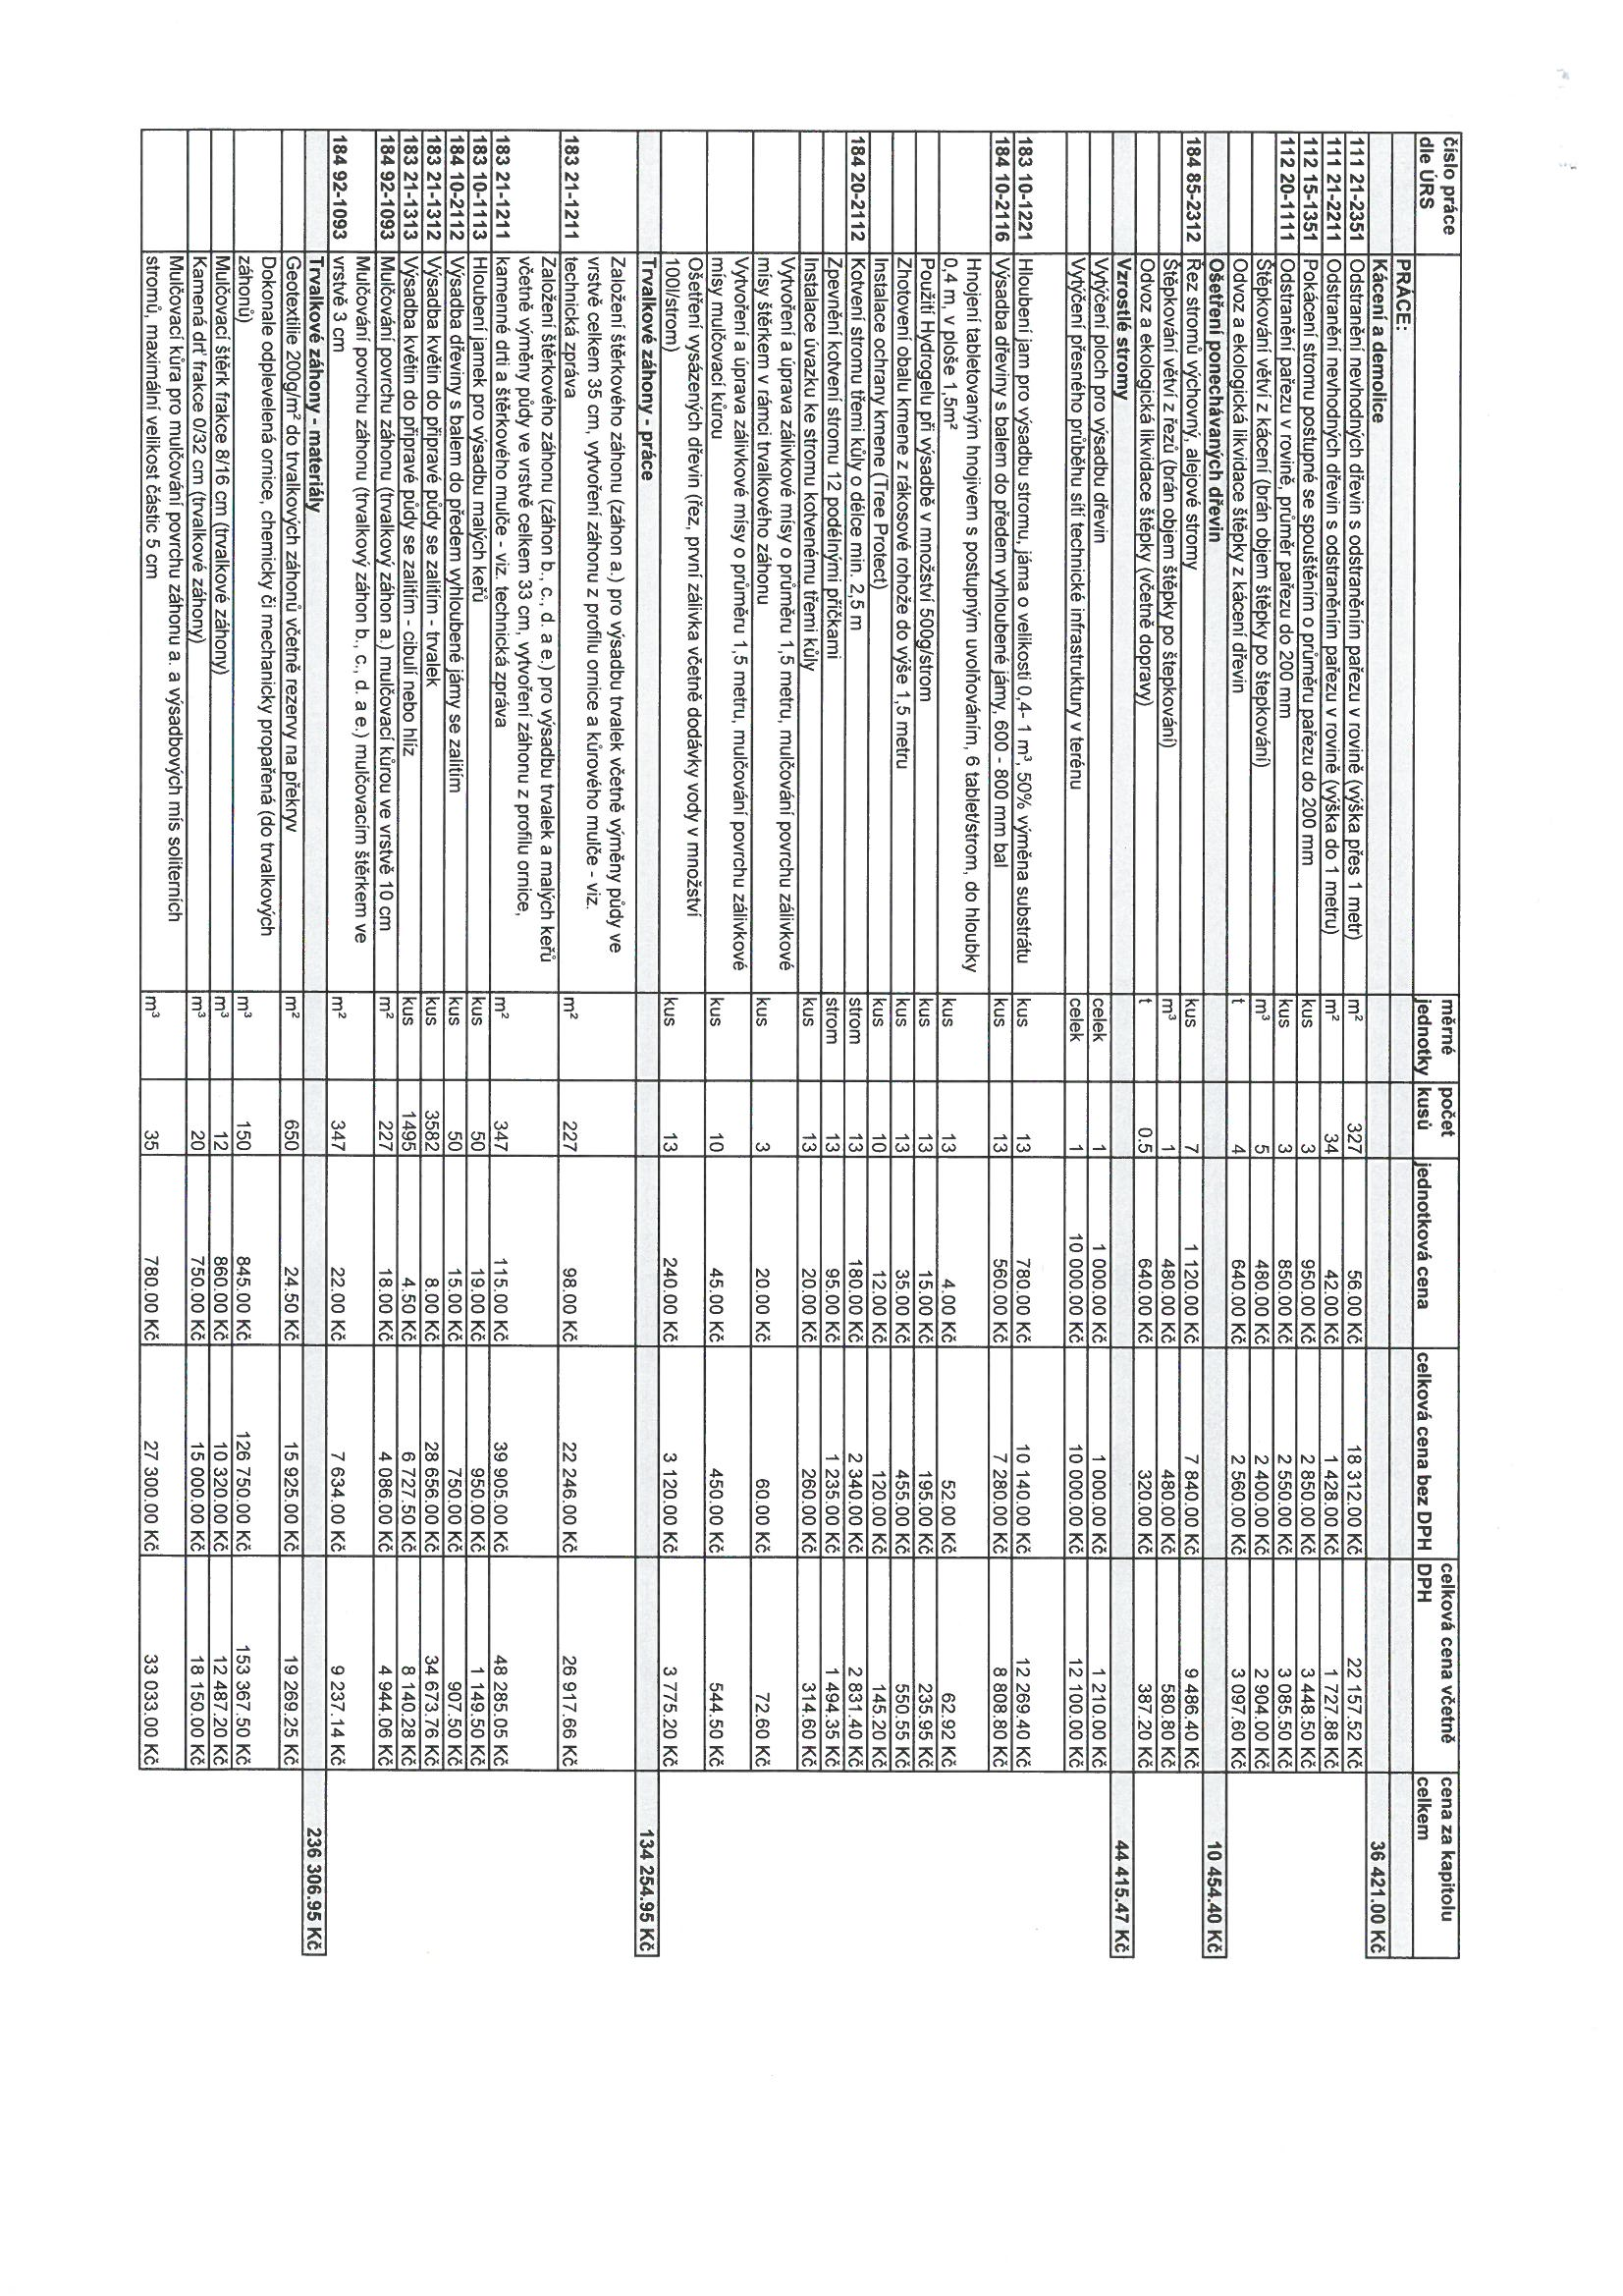 číslo práce dle ÚRS | měrné jednotky | počet kusů | jednotková cena | celková cena bez DPH | celková cena včetně DPH | cena za kapitolu celkem
PRÁCE:
Kácení a demolice 36 421.00 Kč
111 21-2351 Odstranění nevhodných dřevin s odstraněním pařezu v rovině (výška přes 1 metr) m² 327 56.00 Kč 18 312.00 Kč 22 157.52 Kč
111 21-2211 Odstranění nevhodných dřevin s odstraněním pařezu v rovině (výška do 1 metru) m² 34 42.00 Kč 1 428.00 Kč 1 727.88 Kč
112 15-1351 Pokácení stromu postupné se spouštěním o průměru pařezu do 200 mm kus 3 950.00 Kč 2 850.00 Kč 3 448.50 Kč
112 20-1111 Odstranění pařezu v rovině, průměr pařezu do 200 mm kus 3 850.00 Kč 2 550.00 Kč 3 085.50 Kč
Štěpkování větví z kácení (brán objem štěpky po štepkování) m³ 5 480.00 Kč 2 400.00 Kč 2 904.00 Kč
Odvoz a ekologická likvidace štěpky z kácení dřevin t 4 640.00 Kč 2 560.00 Kč 3 097.60 Kč
Ošetření ponechávaných dřevin 10 454.40 Kč
184 85-2312 Řez stromů výchovný, alejové stromy kus 7 1 120.00 Kč 7 840.00 Kč 9 486.40 Kč
Štěpkování větví z řezů (brán objem štěpky po štepkování) m³ 1 480.00 Kč 480.00 Kč 580.80 Kč
Odvoz a ekologická likvidace štěpky (včetně dopravy) t 0.5 640.00 Kč 320.00 Kč 387.20 Kč
Vzrostlé stromy 44 415.47 Kč
Vytýčení ploch pro výsadbu dřevin celek 1 1 000.00 Kč 1 000.00 Kč 1 210.00 Kč
Vytýčení přesného průběhu sítí technické infrastruktury v terénu celek 1 10 000.00 Kč 10 000.00 Kč 12 100.00 Kč
183 10-1221 Hloubení jam pro výsadbu stromu, jáma o velikosti 0,4- 1 m³, 50% výměna substrátu kus 13 780.00 Kč 10 140.00 Kč 12 269.40 Kč
184 10-2116 Výsadba dřeviny s balem do předem vyhloubené jámy, 600 - 800 mm bal kus 13 560.00 Kč 7 280.00 Kč 8 808.80 Kč
Hnojení tabletovaným hnojivem s postupným uvolňováním, 6 tablet/strom, do hloubky
0,4 m, v ploše 1,5m² kus 13 4.00 Kč 52.00 Kč 62.92 Kč
Použití Hydrogelu při výsadbě v množství 500g/strom kus 13 15.00 Kč 195.00 Kč 235.95 Kč
Zhotovení obalu kmene z rákosové rohože do výše 1,5 metru kus 13 35.00 Kč 455.00 Kč 550.55 Kč
Instalace ochrany kmene (Tree Protect) kus 10 12.00 Kč 120.00 Kč 145.20 Kč
184 20-2112 Kotvení stromu třemi kůly o délce min. 2,5 m strom 13 180.00 Kč 2 340.00 Kč 2 831.40 Kč
Zpevnění kotvení stromu 12 podélnými příčkami strom 13 95.00 Kč 1 235.00 Kč 1 494.35 Kč
Instalace úvazku ke stromu kotvenému třemi kůly kus 13 20.00 Kč 260.00 Kč 314.60 Kč
Vytvoření a úprava zálivkové mísy o průměru 1,5 metru, mulčování povrchu zálivkové
mísy štěrkem v rámci trvalkového záhonu kus 3 20.00 Kč 60.00 Kč 72.60 Kč
Vytvoření a úprava zálivkové mísy o průměru 1,5 metru, mulčování povrchu zálivkové
mísy mulčovací kůrou kus 10 45.00 Kč 450.00 Kč 544.50 Kč
Ošetření vysázených dřevin (řez, první zálivka včetně dodávky vody v množství
100l/strom) kus 13 240.00 Kč 3 120.00 Kč 3 775.20 Kč
Trvalkové záhony - práce 134 254.95 Kč
Založení štěrkového záhonu (záhon a.) pro výsadbu trvalek včetně výměny půdy ve
vrstvě celkem 35 cm, vytvoření záhonu z profilu ornice a kůrového mulče - viz.
183 21-1211 technická zpráva m² 227 98.00 Kč 22 246.00 Kč 26 917.66 Kč
Založení štěrkového záhonu (záhon b., c., d. a e.) pro výsadbu trvalek a malých keřů
včetně výměny půdy ve vrstvě celkem 33 cm, vytvoření záhonu z profilu ornice,
183 21-1211 kamenné drti a štěrkového mulče - viz. technická zpráva m² 347 115.00 Kč 39 905.00 Kč 48 285.05 Kč
183 10-1113 Hloubení jamek pro výsadbu malých keřů kus 50 19.00 Kč 950.00 Kč 1 149.50 Kč
184 10-2112 Výsadba dřeviny s balem do předem vyhloubené jámy se zalitím kus 50 15.00 Kč 750.00 Kč 907.50 Kč
183 21-1312 Výsadba květin do připravé půdy se zalitím - trvalek kus 3582 8.00 Kč 28 656.00 Kč 34 673.76 Kč
183 21-1313 Výsadba květin do připravé půdy se zalitím - cibulí nebo hlíz kus 1495 4.50 Kč 6 727.50 Kč 8 140.28 Kč
184 92-1093 Mulčování povrchu záhonu (trvalkový záhon a.) mulčovací kůrou ve vrstvě 10 cm m² 227 18.00 Kč 4 086.00 Kč 4 944.06 Kč
Mulčování povrchu záhonu (trvalkový záhon b., c., d. a e.) mulčovacím štěrkem ve
184 92-1093 vrstvě 3 cm m² 347 22.00 Kč 7 634.00 Kč 9 237.14 Kč
Trvalkové záhony - materiály 236 306.95 Kč
Geotextilie 200g/m² do trvalkových záhonů včetně rezervy na překryv m² 650 24.50 Kč 15 925.00 Kč 19 269.25 Kč
Dokonale odplevelená ornice, chemicky či mechanicky propařená (do trvalkových
záhonů) m³ 150 845.00 Kč 126 750.00 Kč 153 367.50 Kč
Mulčovací štěrk frakce 8/16 cm (trvalkové záhony) m³ 12 860.00 Kč 10 320.00 Kč 12 487.20 Kč
Kamená drť frakce 0/32 cm (trvalkové záhony) m³ 20 750.00 Kč 15 000.00 Kč 18 150.00 Kč
Mulčovací kůra pro mulčování povrchu záhonu a. a výsadbových mís soliterních
stromů, maximální velikost částic 5 cm m³ 35 780.00 Kč 27 300.00 Kč 33 033.00 Kč